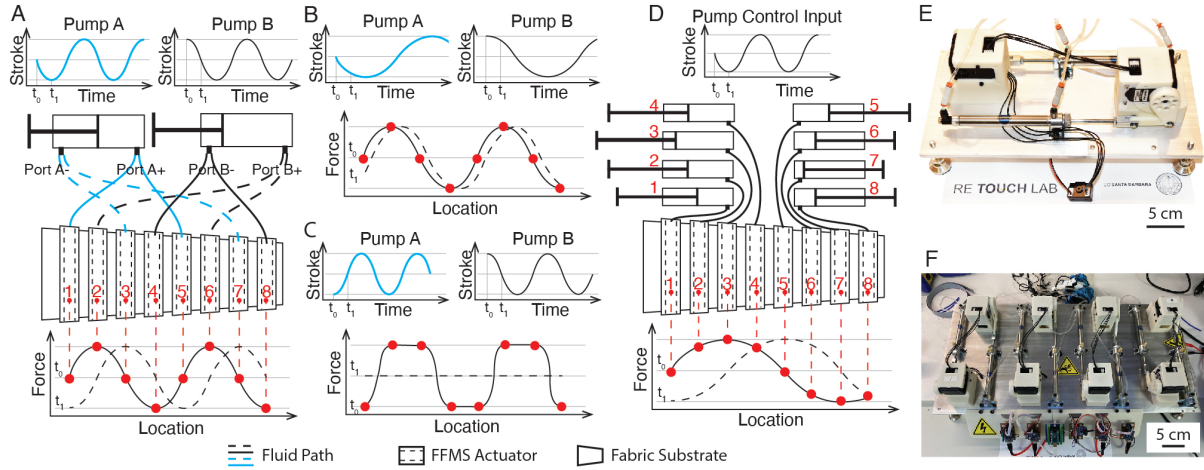 A
Pump A
Stroke
t0
t1
Time
Pump B
Stroke
t0
t1
Time
Port A-
Port A+
Port B-
Port B+
1
2
3
4
5
6
7
8
Force
t0
t1
Location
B
Pump A
Stroke
t0
t1
Time
Pump B
Stroke
t0
t1
Time
Force
t0
t1
Location
C
Pump A
Stroke
t0
t1
Time
Pump B
Stroke
t0
t1
Time
Force
t1
t0
Location
D
Pump Control Input
Stroke
t0
t1
Time
4
5
3
6
2
7
1
8
1
2
3
4
5
6
7
8
Force
t0
t1
Location
E
RE TOUCH LAB
UC SANTA BARBARA
5 cm
F
5 cm
Fluid Path
FFMS Actuator
Fabric Substrate